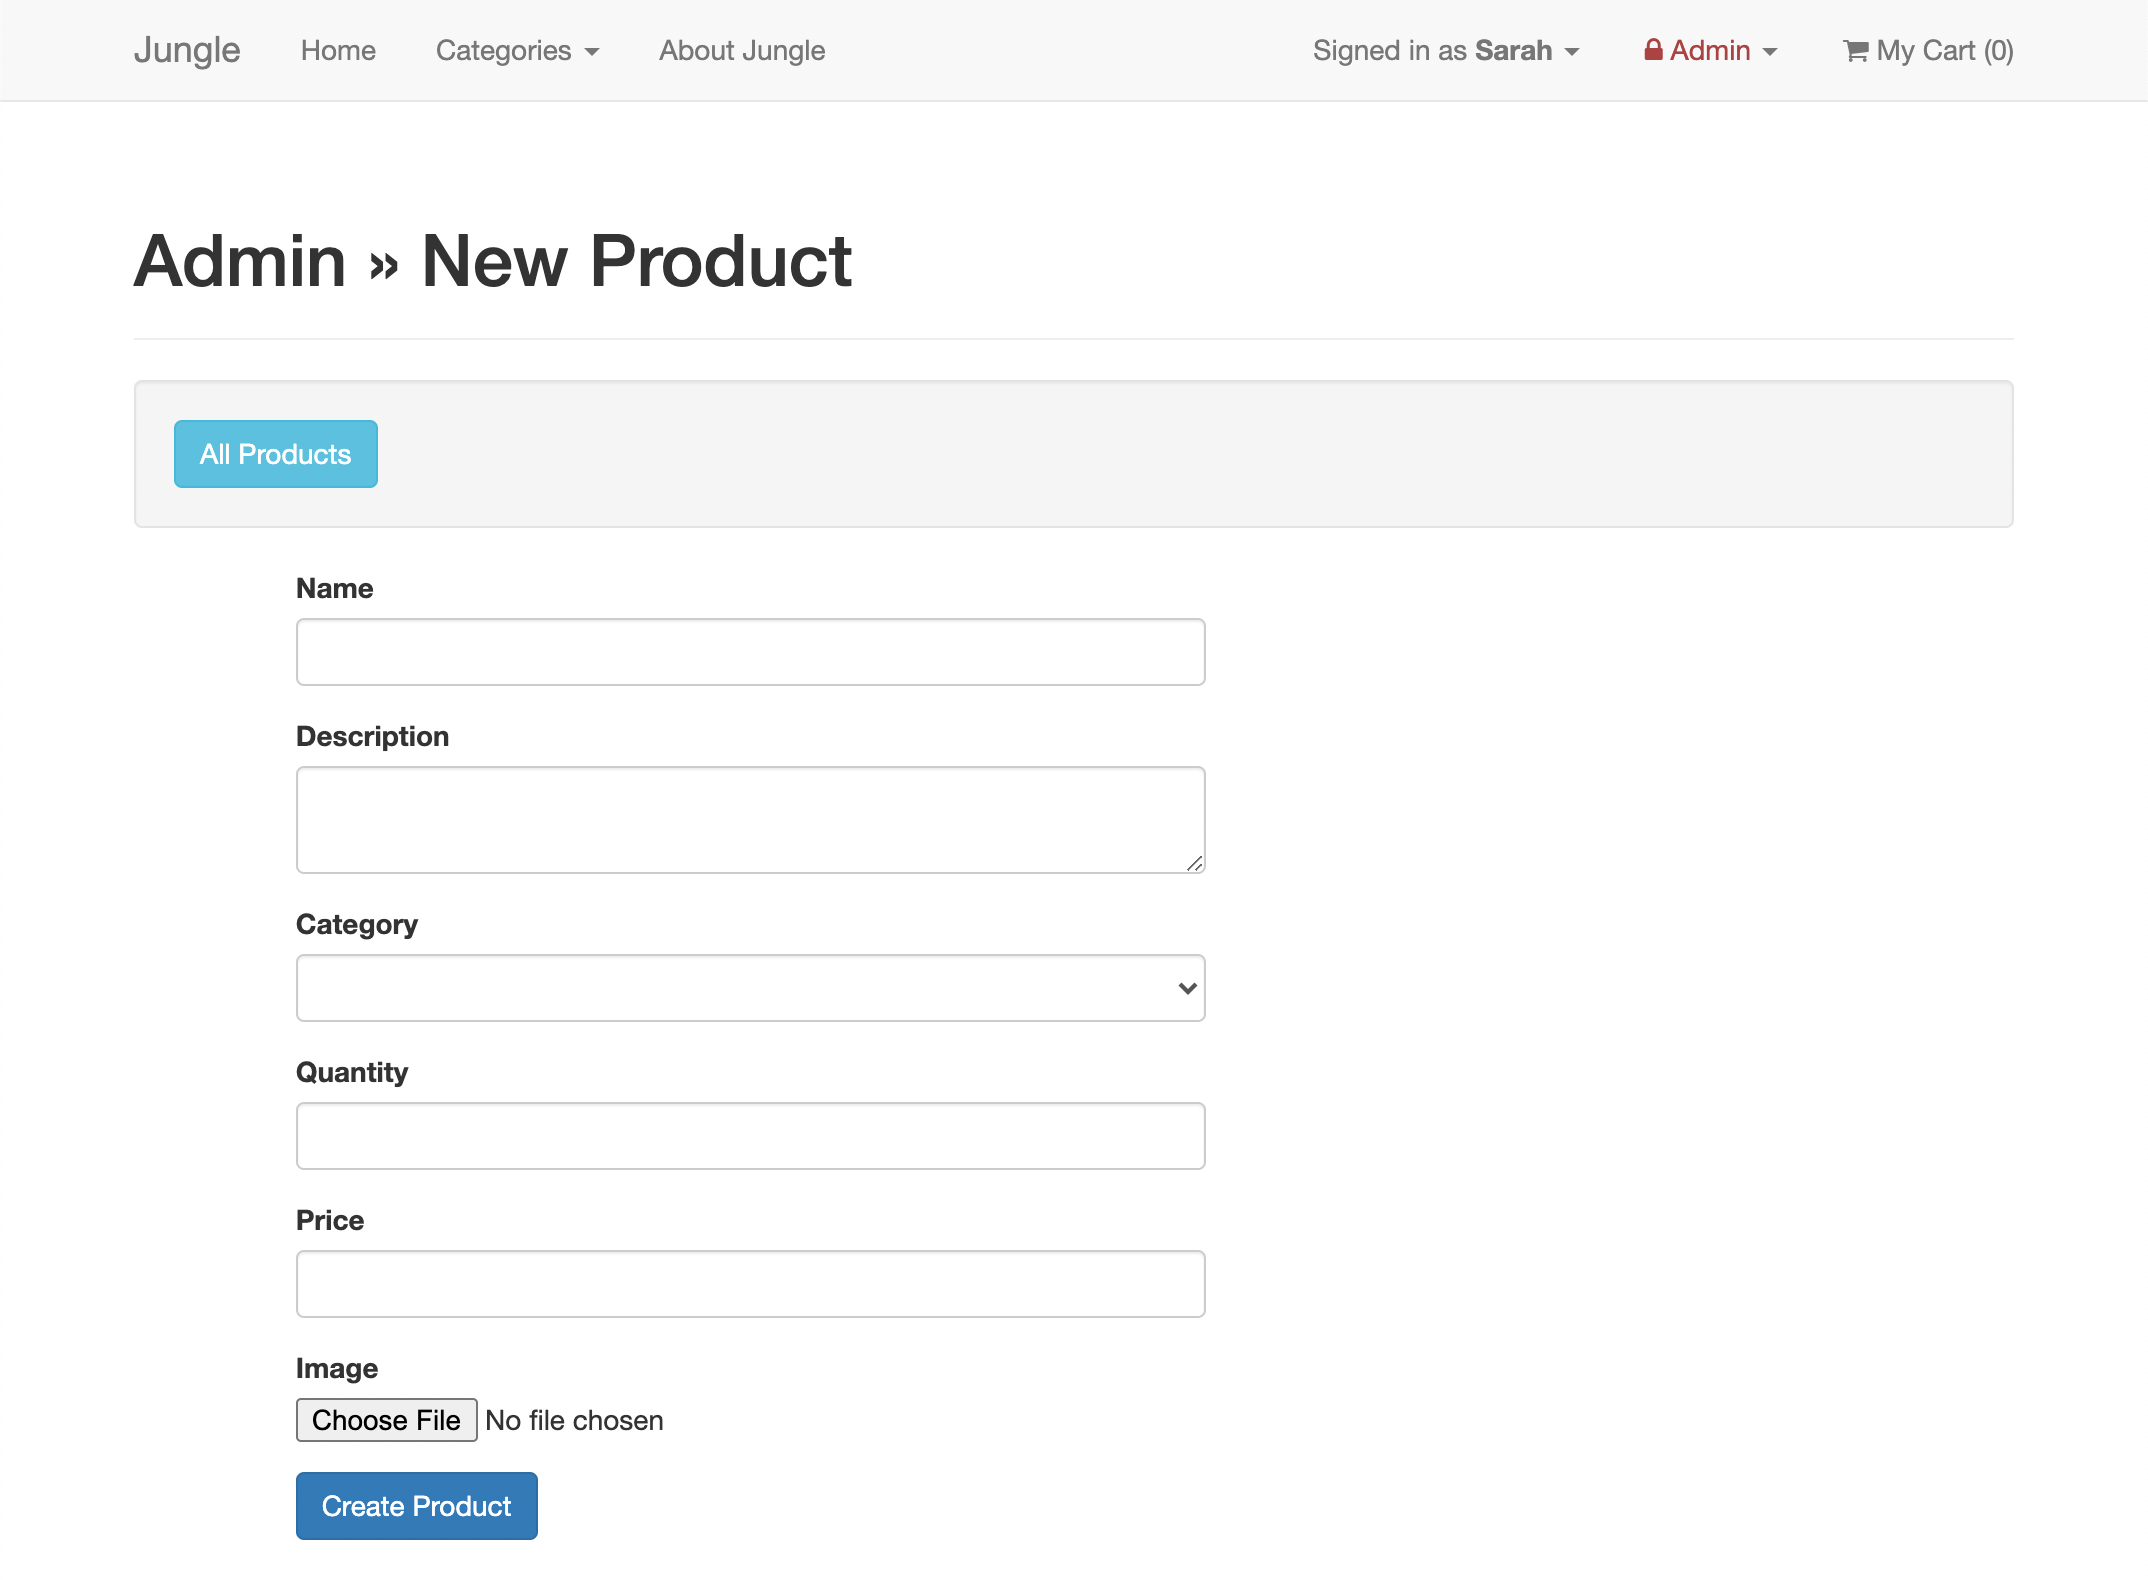 Jungle Home Categories About Jungle Signed in as Sarah Admin My Cart (0)
Admin » New Product
All Products
Name
Description
Category
Quantity
Price
Image
Choose File No file chosen
Create Product